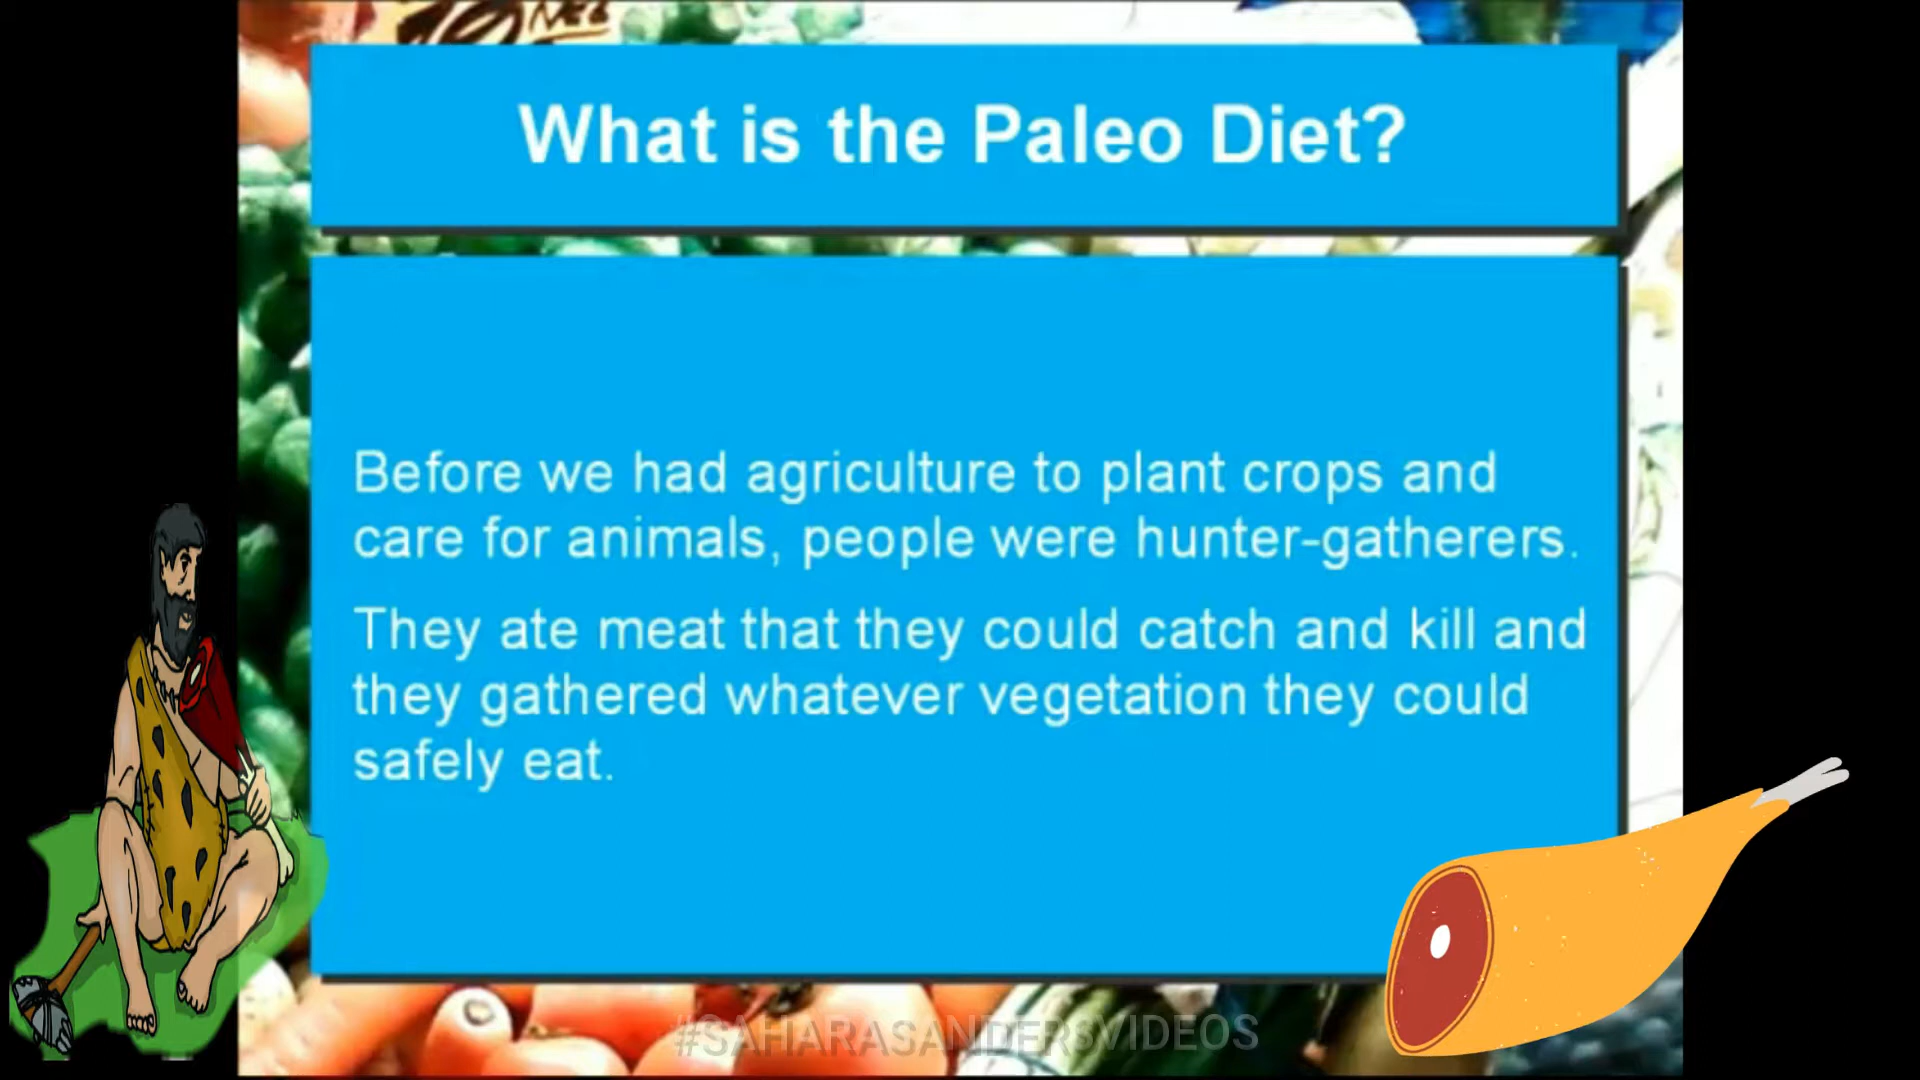 What is the Paleo Diet?
Before we had agriculture to plant crops and
care for animals, people were hunter-gatherers.
They ate meat that they could catch and kill and
they gathered whatever vegetation they could
safely eat.
#SAHARASANDERSVIDEOS